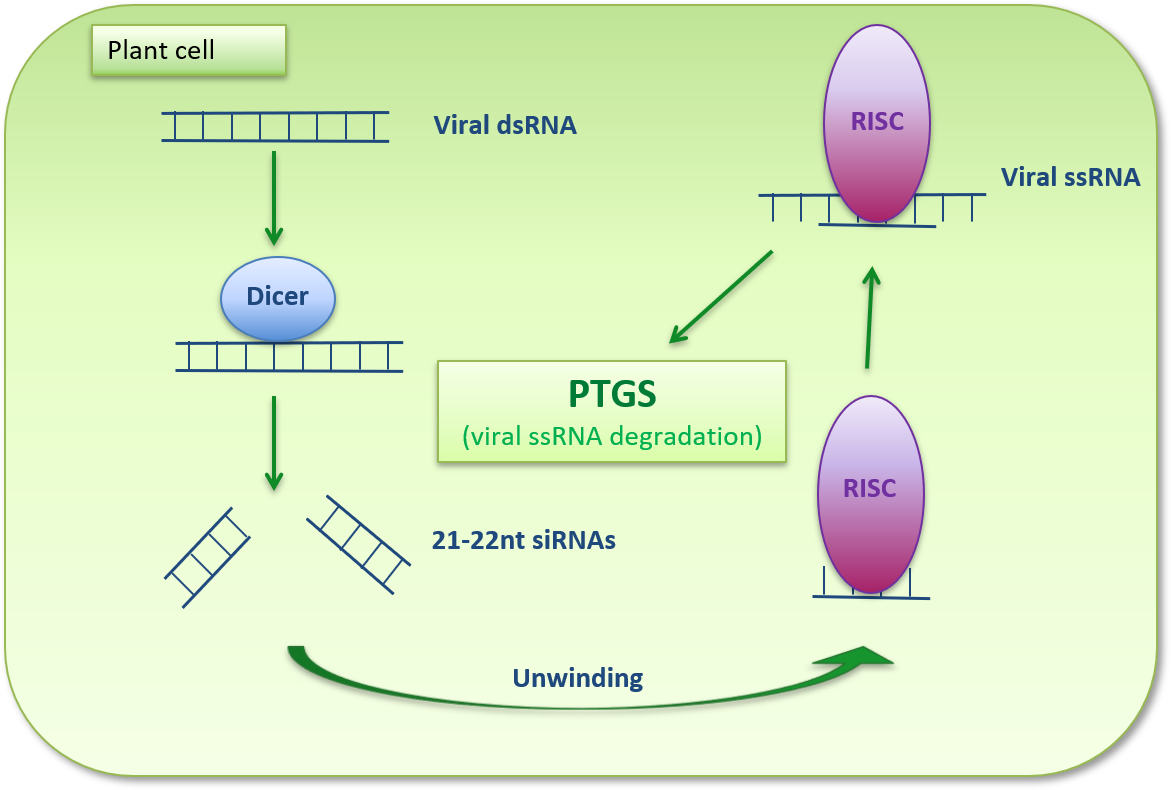 Plant cell
Viral dsRNA
Dicer
21-22nt siRNAs
Unwinding
RISC
RISC
Viral ssRNA
PTGS
(viral ssRNA degradation)